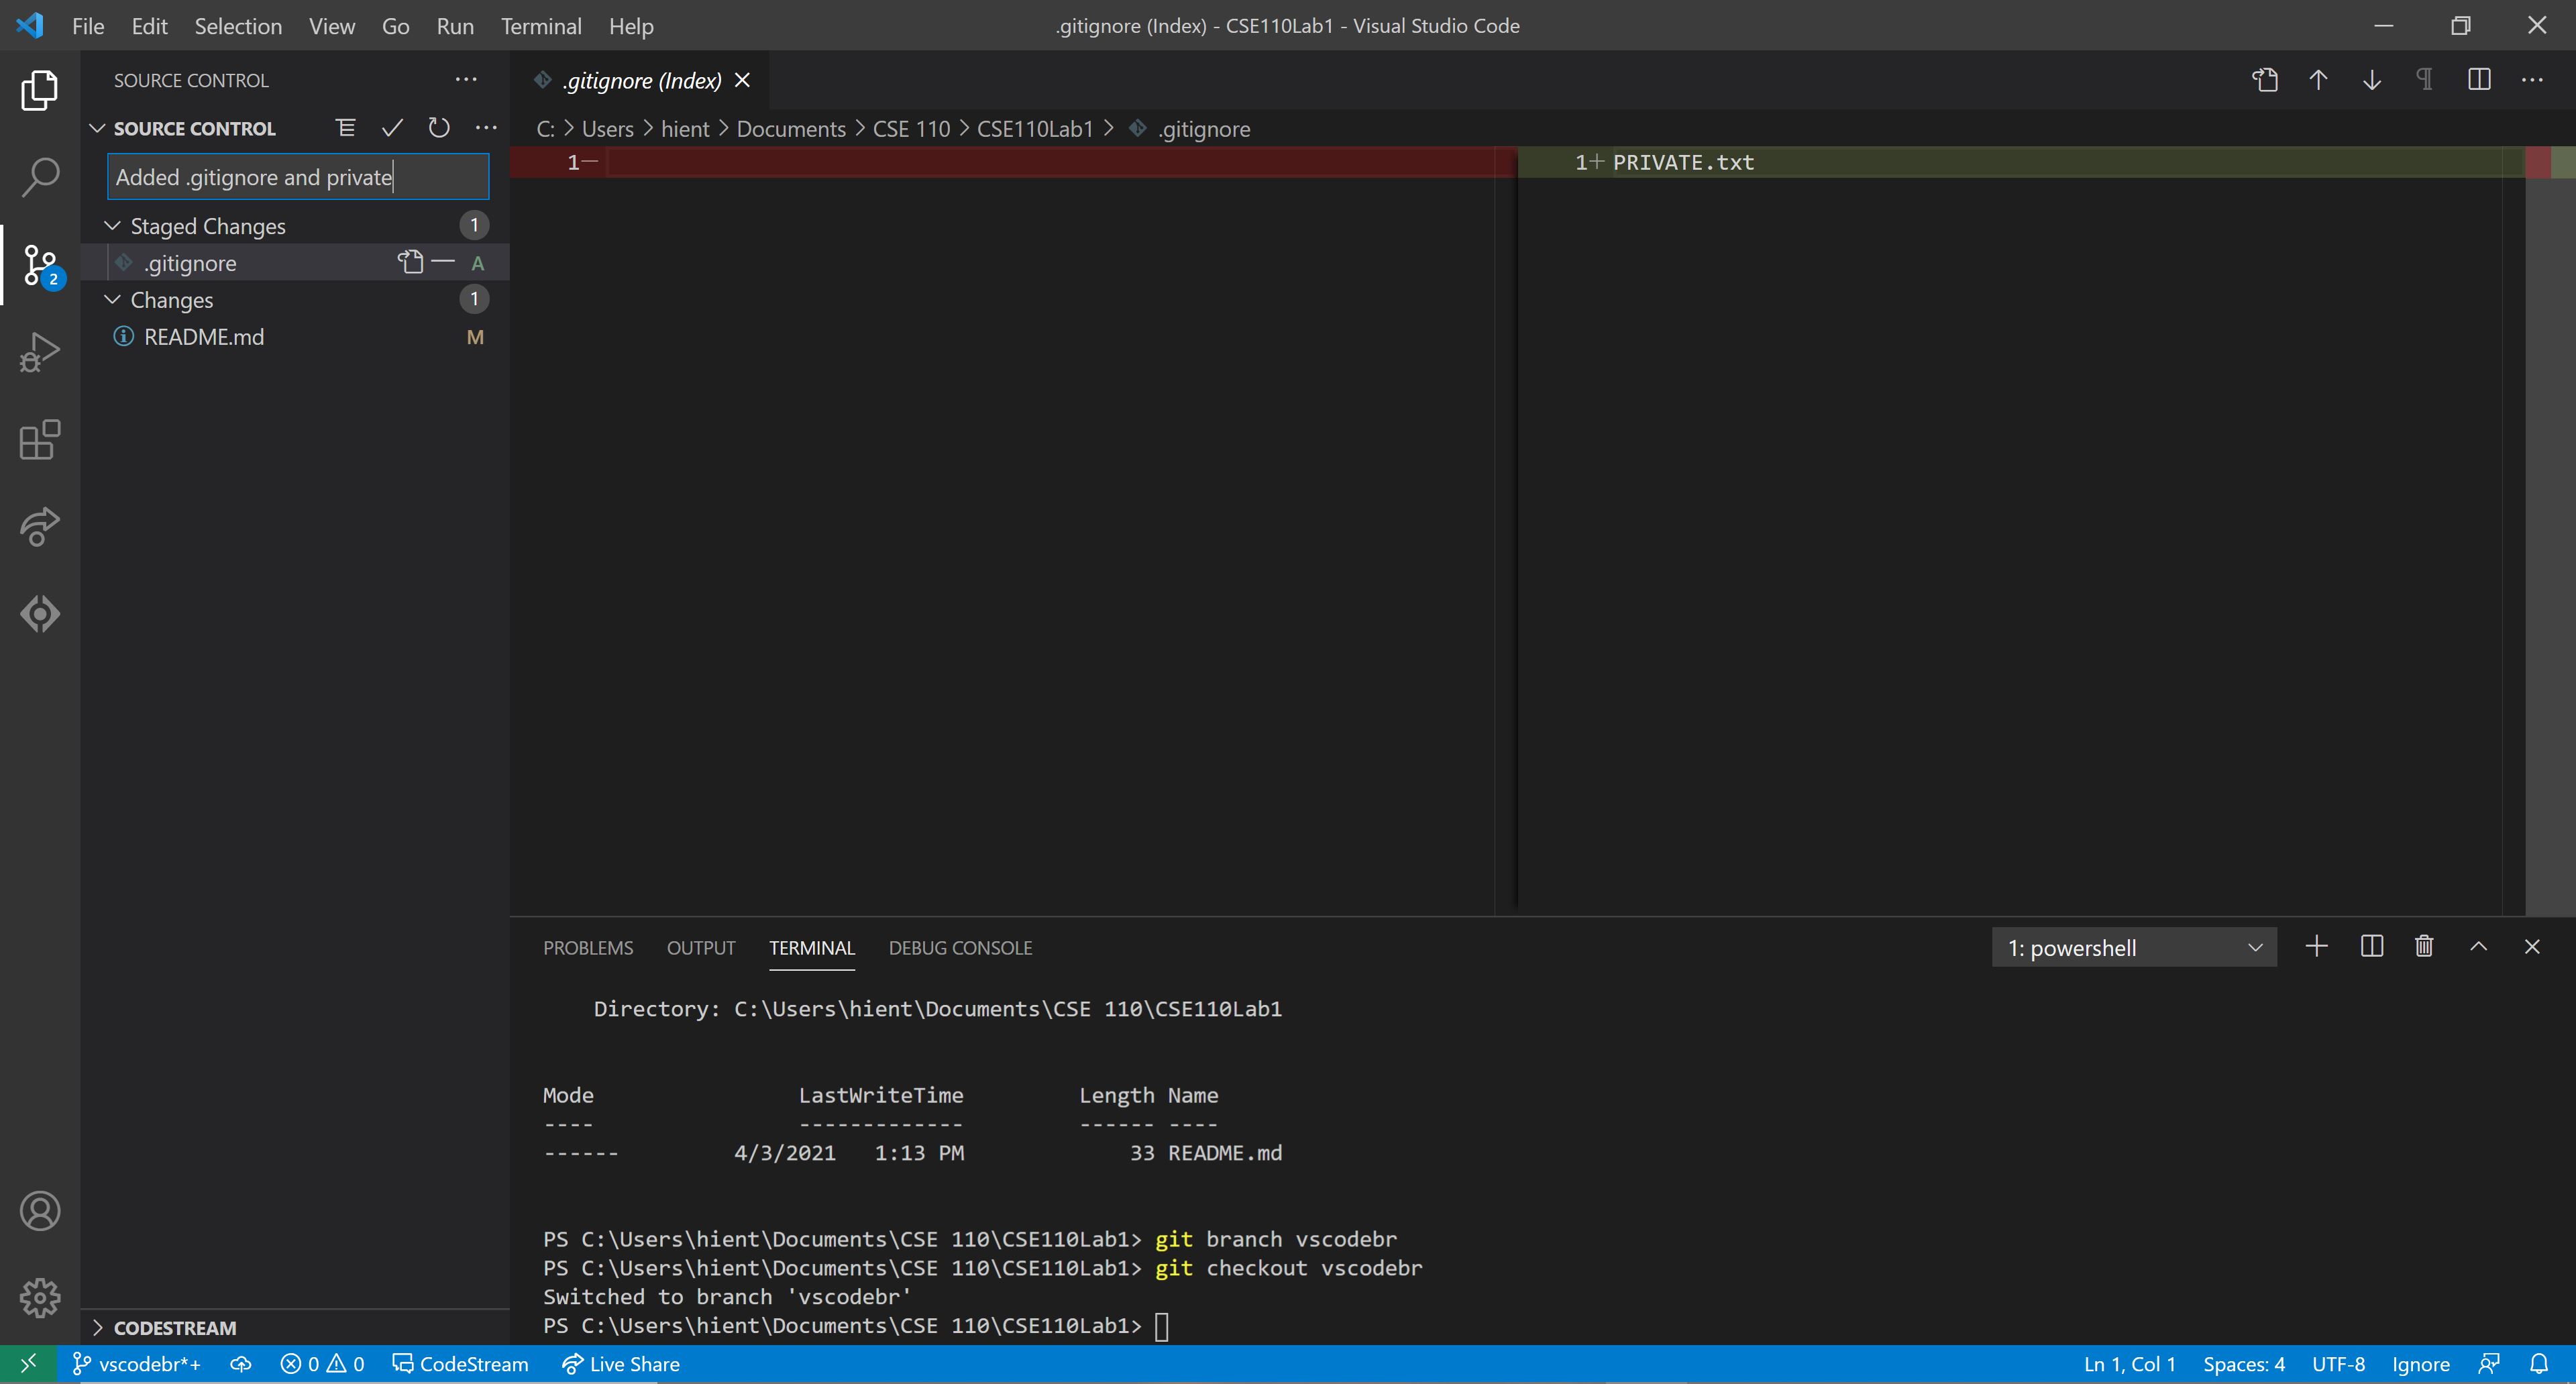 File Edit Selection View Go Run Terminal Help
.gitignore (Index) - CSE110Lab1 - Visual Studio Code
SOURCE CONTROL
SOURCE CONTROL
Added .gitignore and private
Staged Changes 1
.gitignore A
Changes 1
README.md M
2
CODESTREAM
.gitignore (Index)
C: > Users > hient > Documents > CSE 110 > CSE110Lab1 > .gitignore
1—
1+ PRIVATE.txt
PROBLEMS OUTPUT TERMINAL DEBUG CONSOLE
1: powershell
Directory: C:\Users\hient\Documents\CSE 110\CSE110Lab1
Mode LastWriteTime Length Name
---- ------------- ------ ----
------ 4/3/2021 1:13 PM 33 README.md
PS C:\Users\hient\Documents\CSE 110\CSE110Lab1> git branch vscodebr
PS C:\Users\hient\Documents\CSE 110\CSE110Lab1> git checkout vscodebr
Switched to branch 'vscodebr'
PS C:\Users\hient\Documents\CSE 110\CSE110Lab1>
vscodebr*+ 0 0 CodeStream Live Share
Ln 1, Col 1 Spaces: 4 UTF-8 Ignore